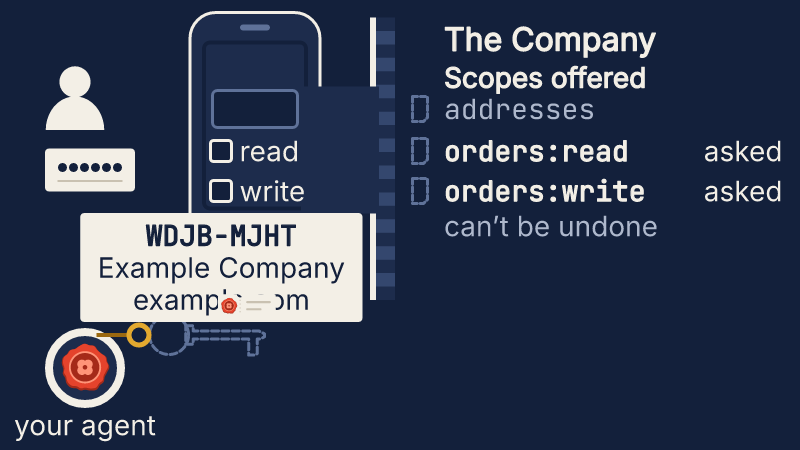 The Company
Scopes offered
addresses
orders:read asked
orders:write asked
can't be undone
read
write
WDJB-MJHT
Example Company
your agent